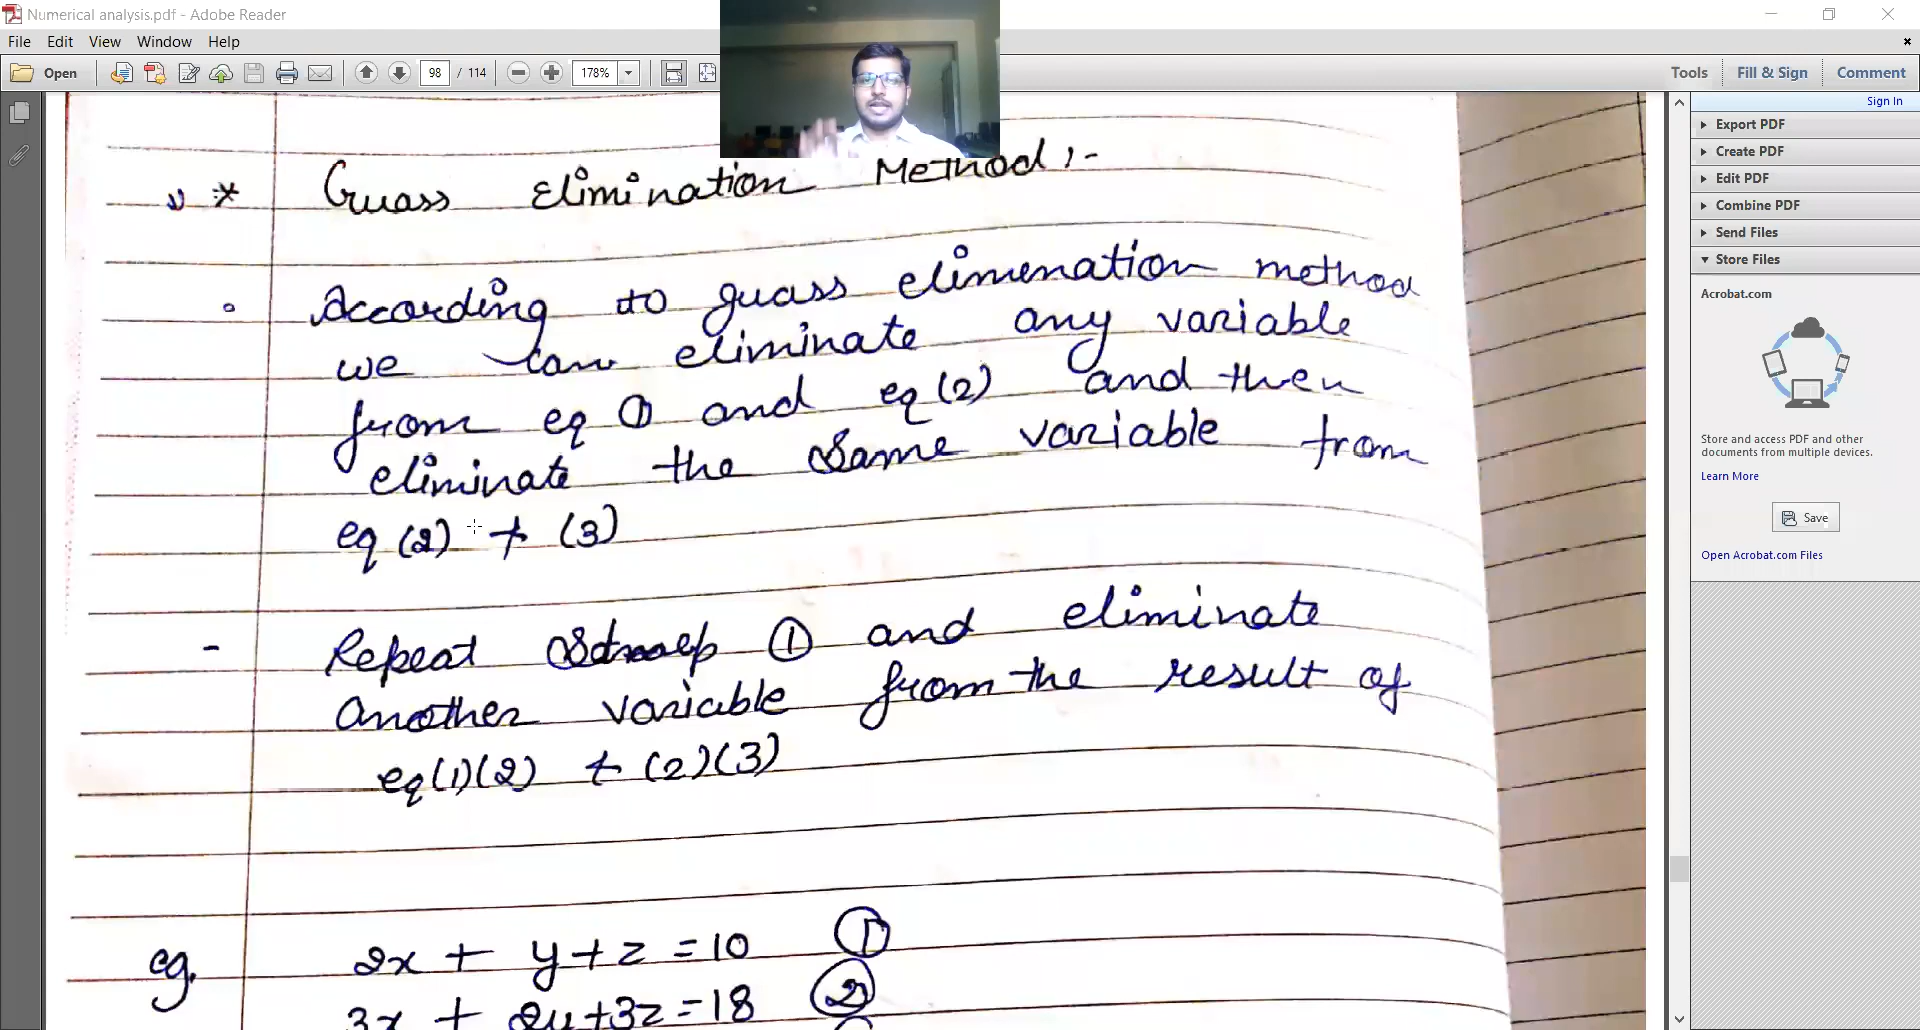 Numerical analysis.pdf - Adobe Reader
File Edit View Window Help
Open 98 / 114 178% Tools Fill & Sign Comment
Sign In
Export PDF
Create PDF
Edit PDF
Combine PDF
Send Files
Store Files
Acrobat.com
Store and access PDF and other
documents from multiple devices.
Learn More
Save
Open Acrobat.com Files
* Guass Elimination Method :-
According to guass elimenation method
we can eliminate any variable
from eq ① and eq (2) and then
eliminate the same variable from
eq (2) + (3)
- Repeat step ① and eliminate
another variable from the result of
eq (1)(2) + (2)(3)
eg. 2x + y + z = 10 ①
3x + 2y + 3z = 18 ②